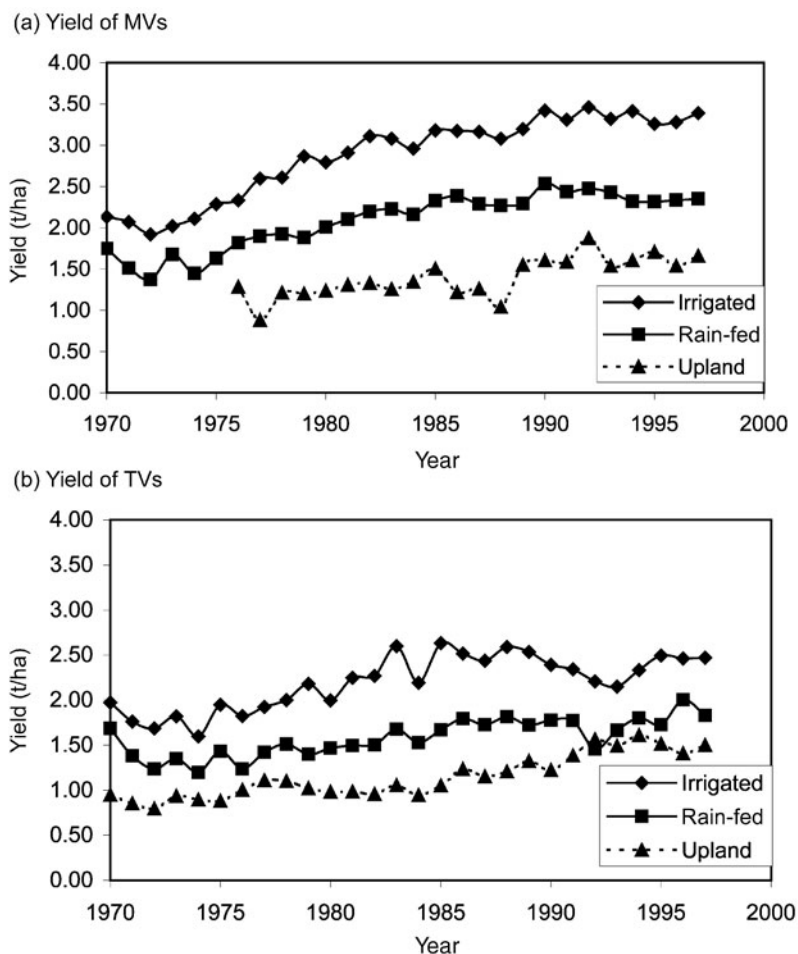 (a) Yield of MVs
4.00
3.50
3.00
2.50
2.00
1.50
1.00
0.50
0.00
Yield (t/ha)
Irrigated
Rain-fed
Upland
1970 1975 1980 1985 1990 1995 2000
Year
(b) Yield of TVs
4.00
3.50
3.00
2.50
2.00
1.50
1.00
0.50
0.00
Yield (t/ha)
Irrigated
Rain-fed
Upland
1970 1975 1980 1985 1990 1995 2000
Year